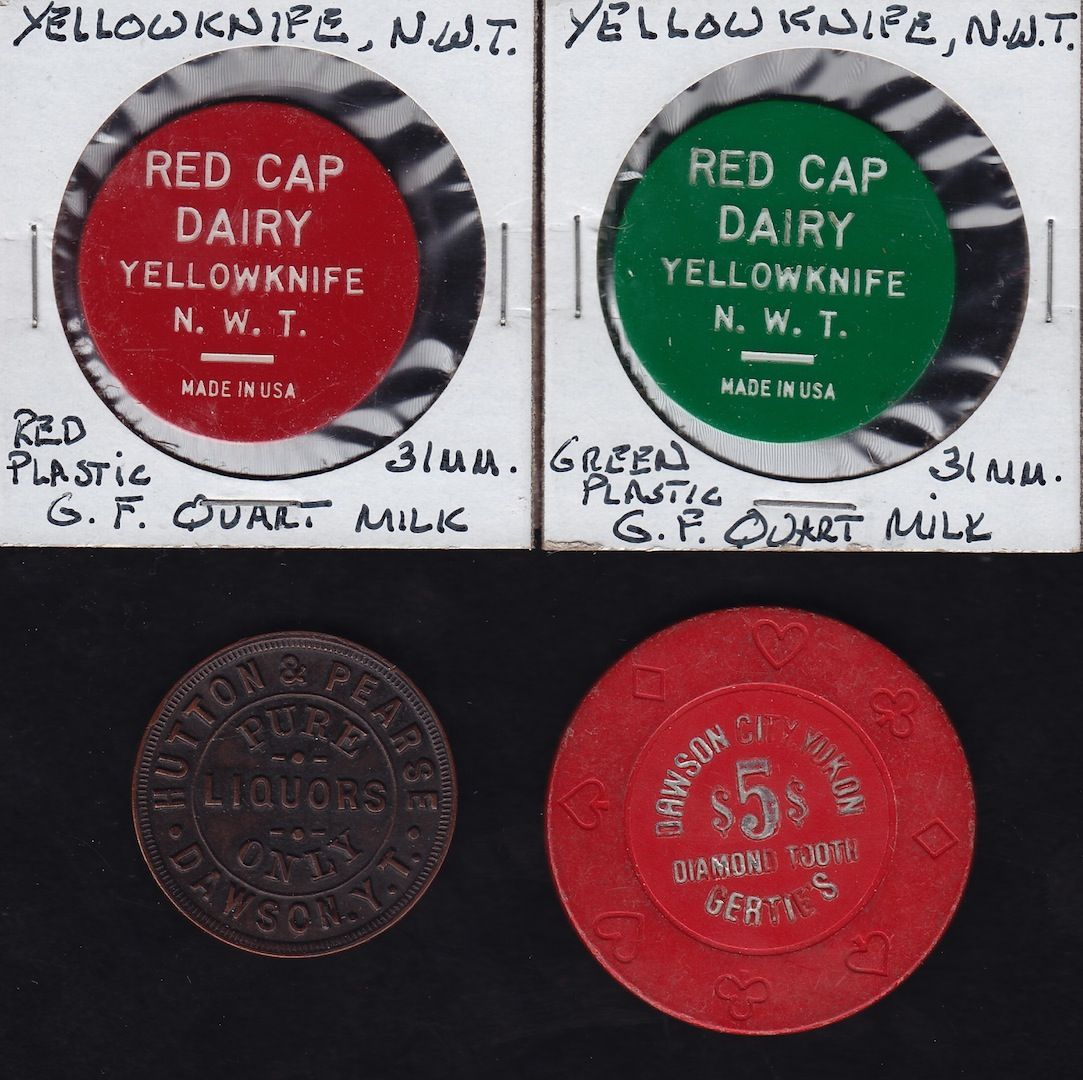 YELLOWKNIFE, N.W.T.
RED CAP
DAIRY
YELLOWKNIFE
N. W. T.
MADE IN USA
RED
PLASTIC
31MM.
G. F. QUART MILK
YELLOWKNIFE, N.W.T.
RED CAP
DAIRY
YELLOWKNIFE
N. W. T.
MADE IN USA
GREEN
PLASTIC
31MM.
G. F. QUART MILK
HUTTON & PEARSE
PURE
LIQUORS
ONLY
DAWSON. Y. T.
DAWSON CITY YUKON
$5$
DIAMOND TOOTH
GERTIE'S